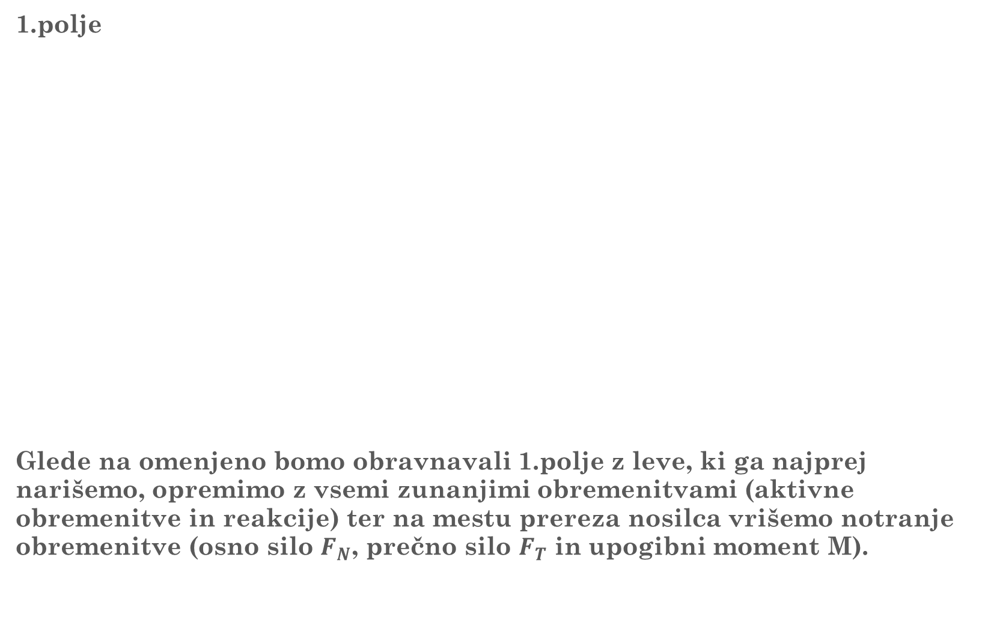 1.polje
Glede na omenjeno bomo obravnavali 1.polje z leve, ki ga najprej
narišemo, opremimo z vsemi zunanjimi obremenitvami (aktivne
obremenitve in reakcije) ter na mestu prereza nosilca vrišemo notranje
obremenitve (osno silo F_N, prečno silo F_T in upogibni moment M).